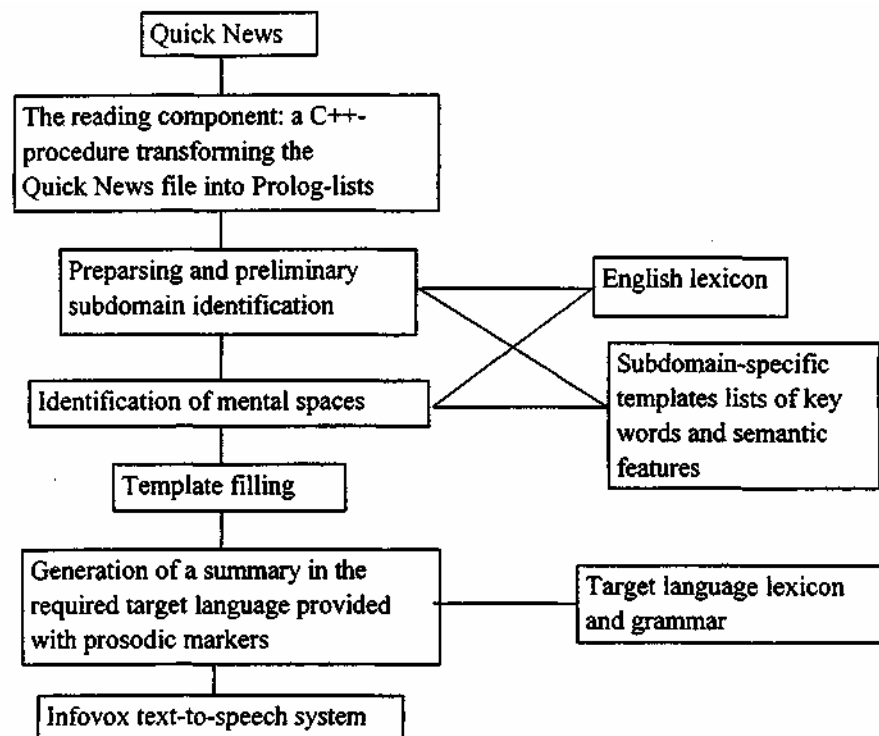 Quick News
The reading component: a C++-
procedure transforming the
Quick News file into Prolog-lists
Preparsing and preliminary
subdomain identification
English lexicon
Subdomain-specific
templates lists of key
words and semantic
features
Identification of mental spaces
Template filling
Generation of a summary in the
required target language provided
with prosodic markers
Target language lexicon
and grammar
Infovox text-to-speech system